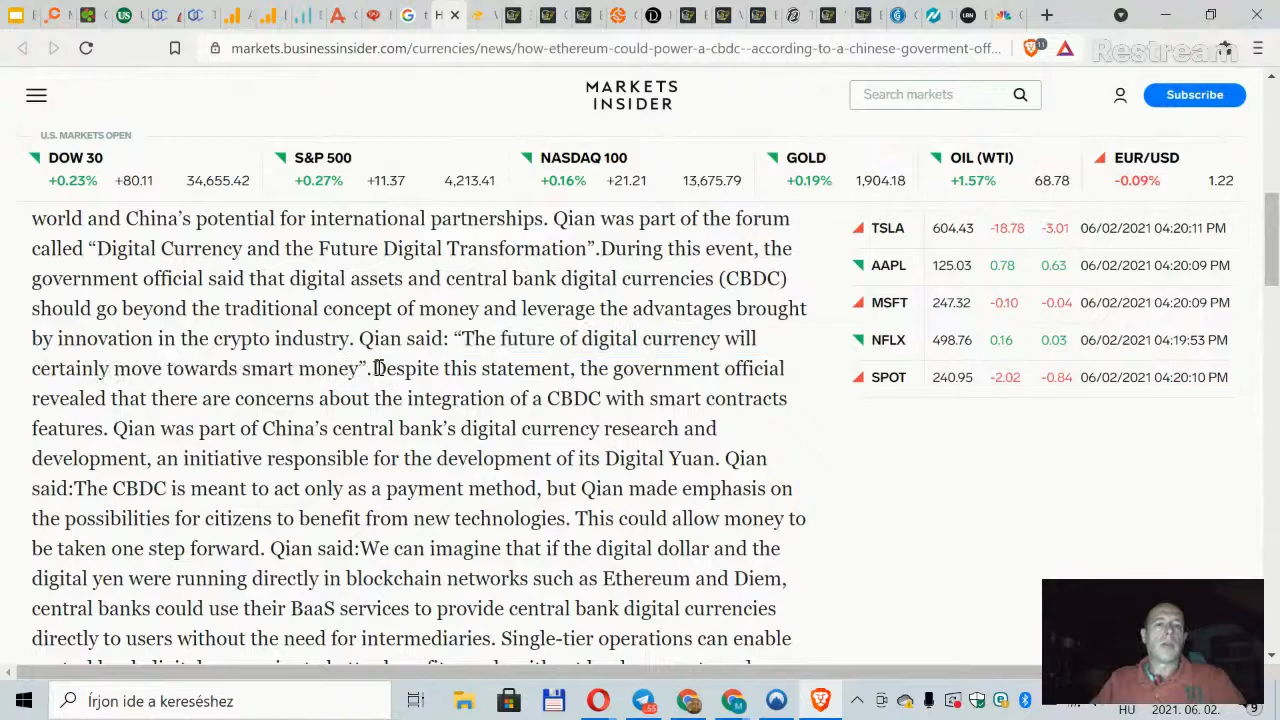 markets.businessinsider.com/currencies/news/how-ethereum-could-power-a-cbdc--according-to-a-chinese-goverment-off...
11
Restream
MARKETS
INSIDER
Search markets
Subscribe
U.S. MARKETS OPEN
DOW 30
+0.23% +80.11 34,655.42
S&P 500
+0.27% +11.37 4,213.41
NASDAQ 100
+0.16% +21.21 13,675.79
GOLD
+0.19% 1,904.18
OIL (WTI)
+1.57% 68.78
EUR/USD
-0.09% 1.22
world and China’s potential for international partnerships. Qian was part of the forum
called “Digital Currency and the Future Digital Transformation”.During this event, the
government official said that digital assets and central bank digital currencies (CBDC)
should go beyond the traditional concept of money and leverage the advantages brought
by innovation in the crypto industry. Qian said: “The future of digital currency will
certainly move towards smart money”.Despite this statement, the government official
revealed that there are concerns about the integration of a CBDC with smart contracts
features. Qian was part of China’s central bank’s digital currency research and
development, an initiative responsible for the development of its Digital Yuan. Qian
said:The CBDC is meant to act only as a payment method, but Qian made emphasis on
the possibilities for citizens to benefit from new technologies. This could allow money to
be taken one step forward. Qian said:We can imagine that if the digital dollar and the
digital yen were running directly in blockchain networks such as Ethereum and Diem,
central banks could use their BaaS services to provide central bank digital currencies
directly to users without the need for intermediaries. Single-tier operations can enable
TSLA 604.43 -18.78 -3.01 06/02/2021 04:20:11 PM
AAPL 125.03 0.78 0.63 06/02/2021 04:20:09 PM
MSFT 247.32 -0.10 -0.04 06/02/2021 04:20:09 PM
NFLX 498.76 0.16 0.03 06/02/2021 04:19:53 PM
SPOT 240.95 -2.02 -0.84 06/02/2021 04:20:10 PM
Írjon ide a kereséshez
55
HU
2021. 06. 02.